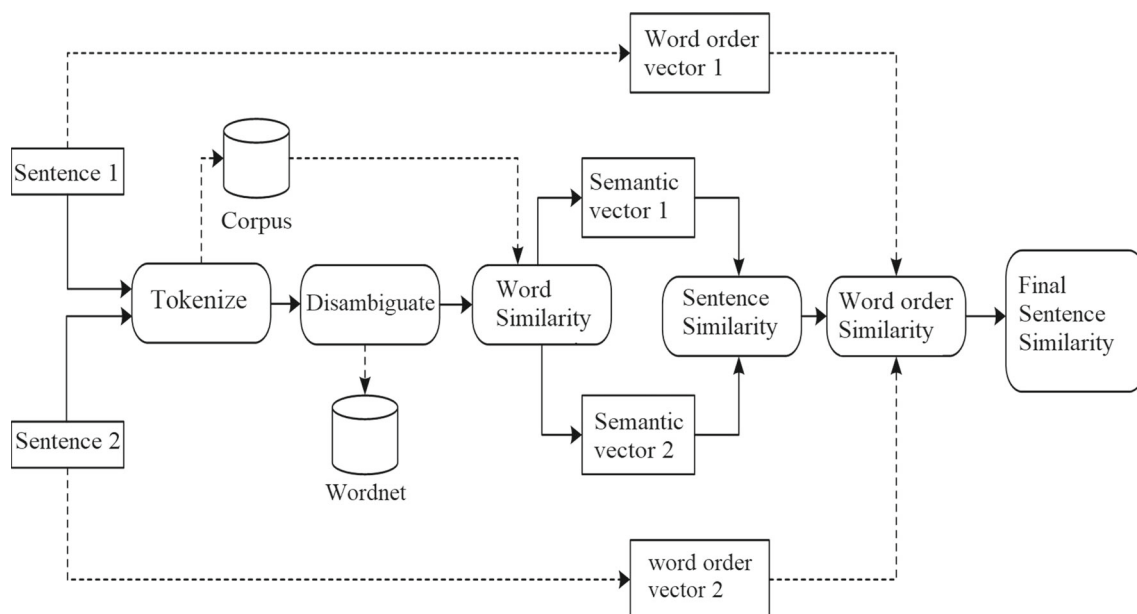 Word order
vector 1
Sentence 1
Corpus
Semantic
vector 1
Tokenize
Disambiguate
Word
Similarity
Sentence
Similarity
Word order
Similarity
Final
Sentence
Similarity
Sentence 2
Wordnet
Semantic
vector 2
word order
vector 2